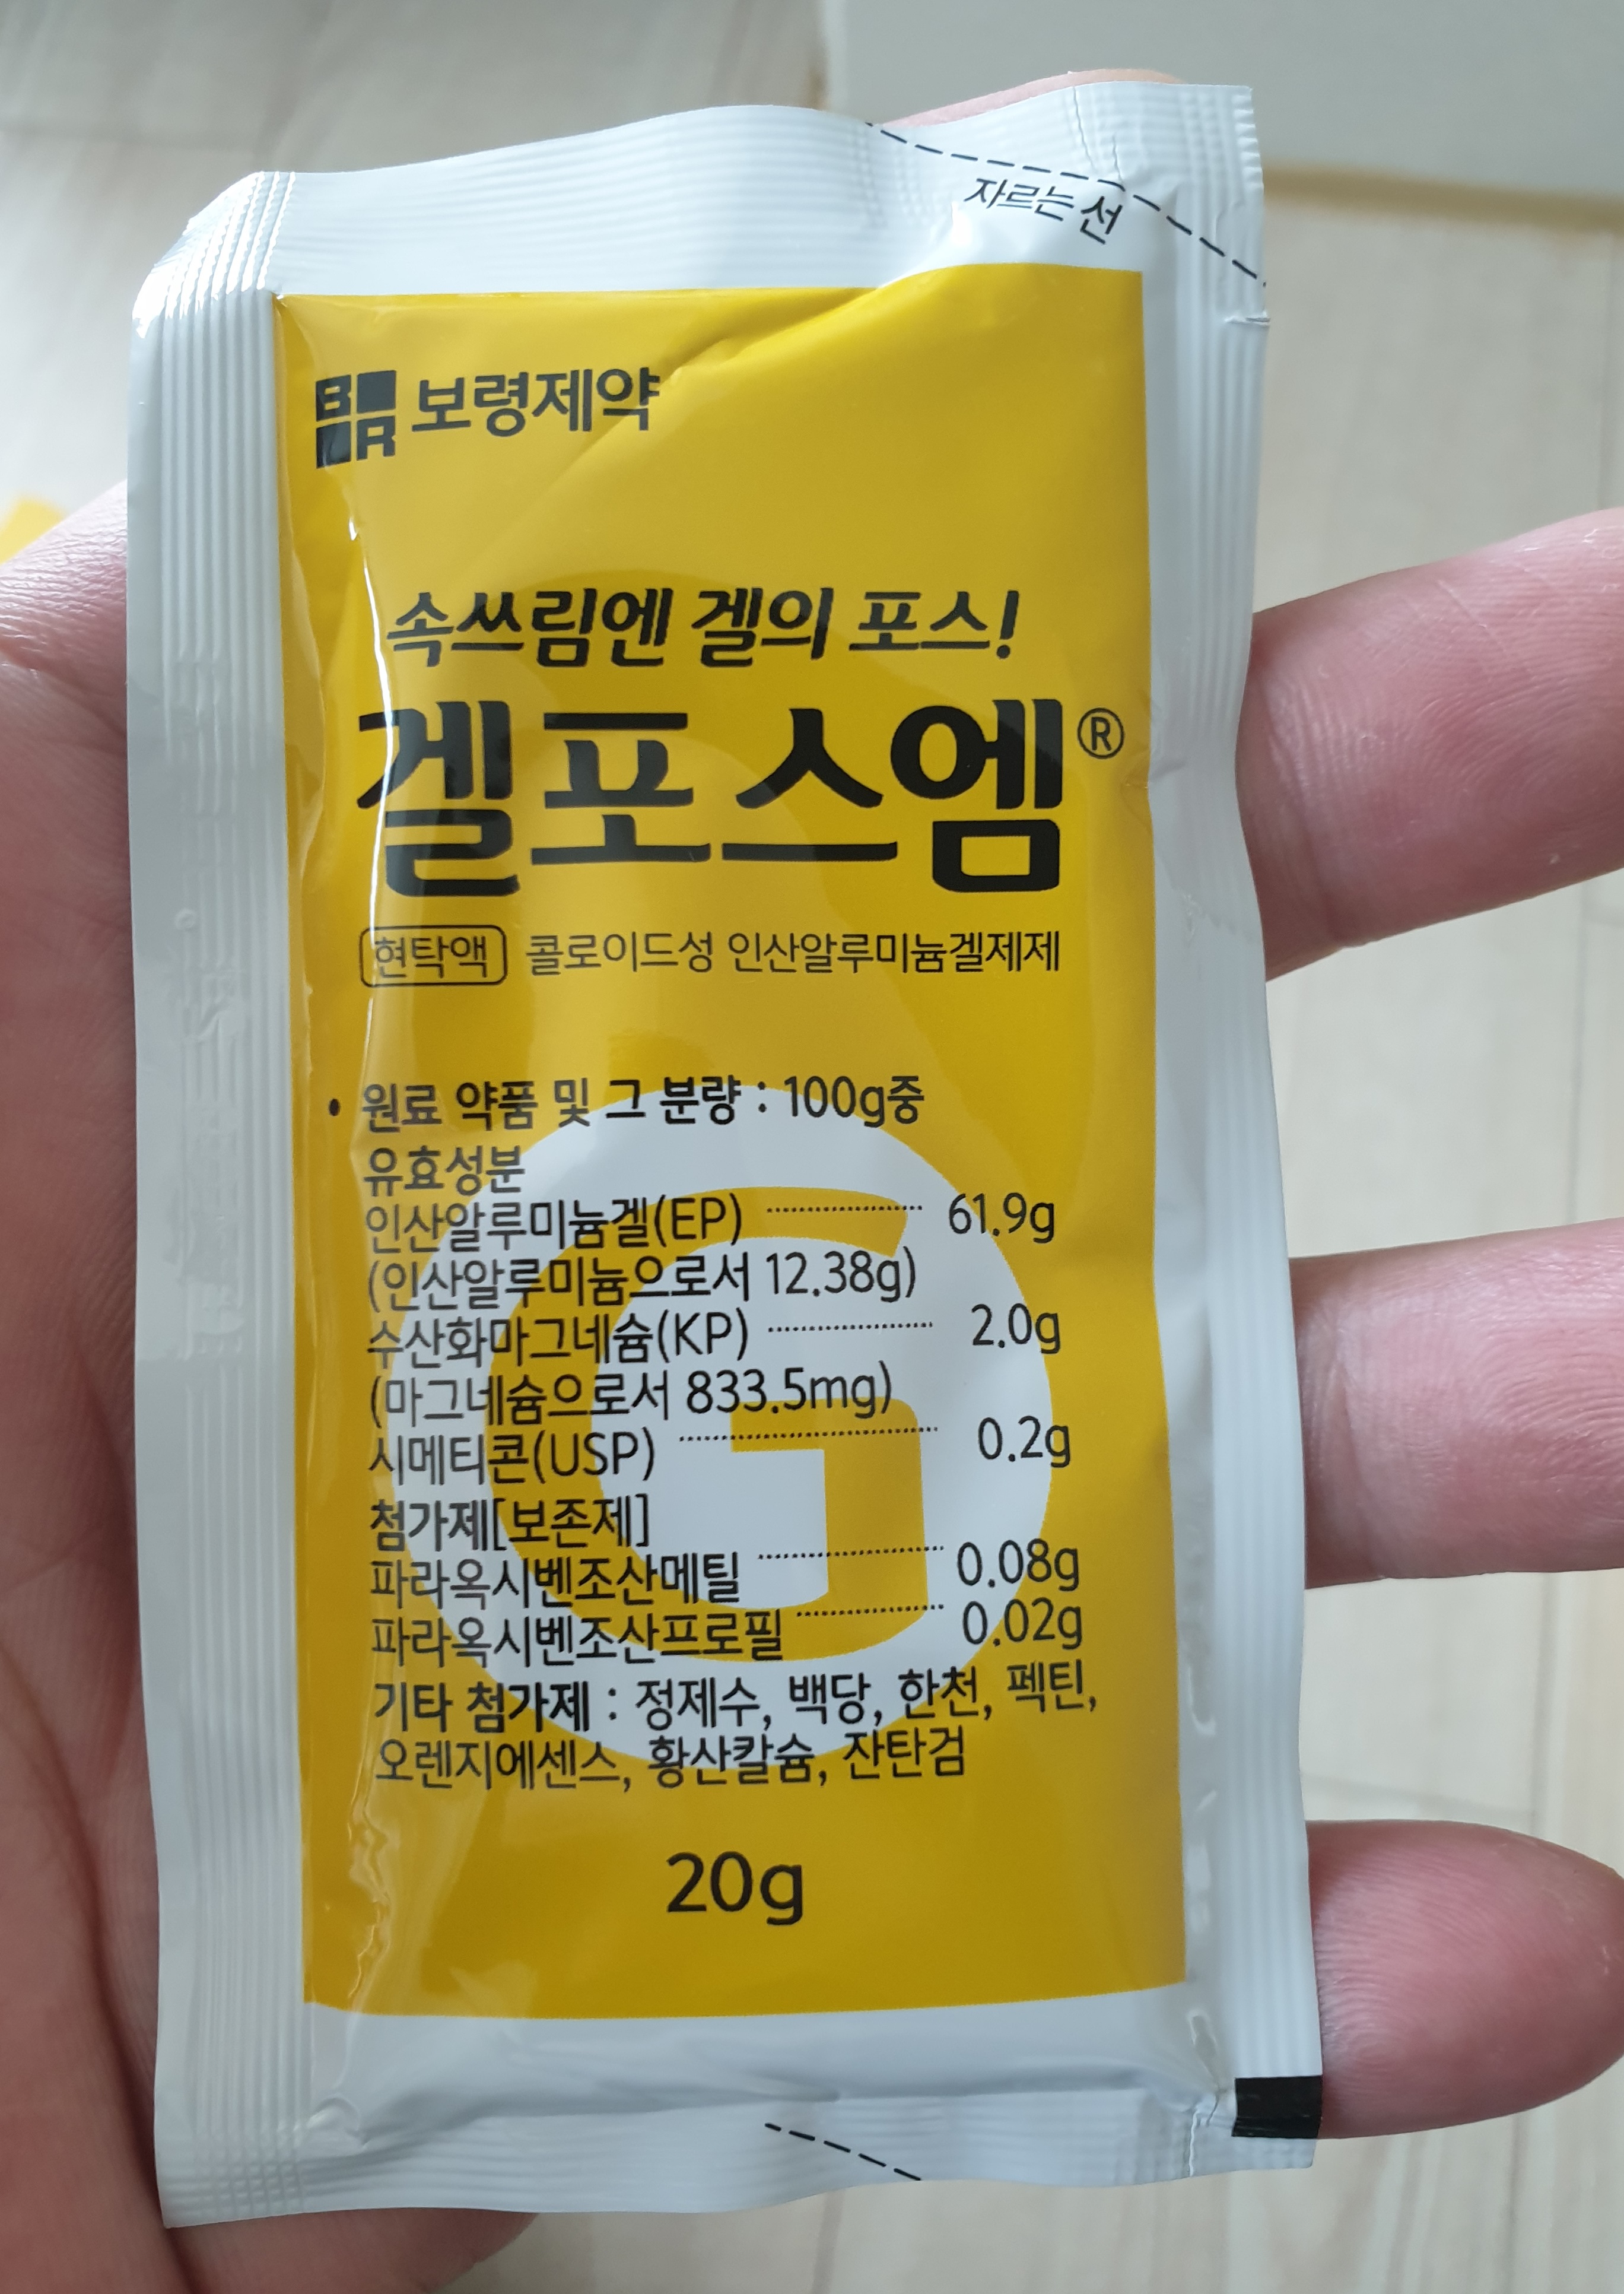 자르는 선
BR 보령제약
속쓰림엔 겔의 포스!
겔포스엠®
현탁액 콜로이드성 인산알루미늄겔제제
• 원료 약품 및 그 분량 : 100g중
유효성분
인산알루미늄겔(EP) 61.9g
(인산알루미늄으로서 12.38g)
수산화마그네슘(KP) 2.0g
(마그네슘으로서 833.5mg)
시메티콘(USP) 0.2g
첨가제[보존제]
파라옥시벤조산메틸 0.08g
파라옥시벤조산프로필 0.02g
기타 첨가제 : 정제수, 백당, 한천, 펙틴,
오렌지에센스, 황산칼슘, 잔탄검
20g